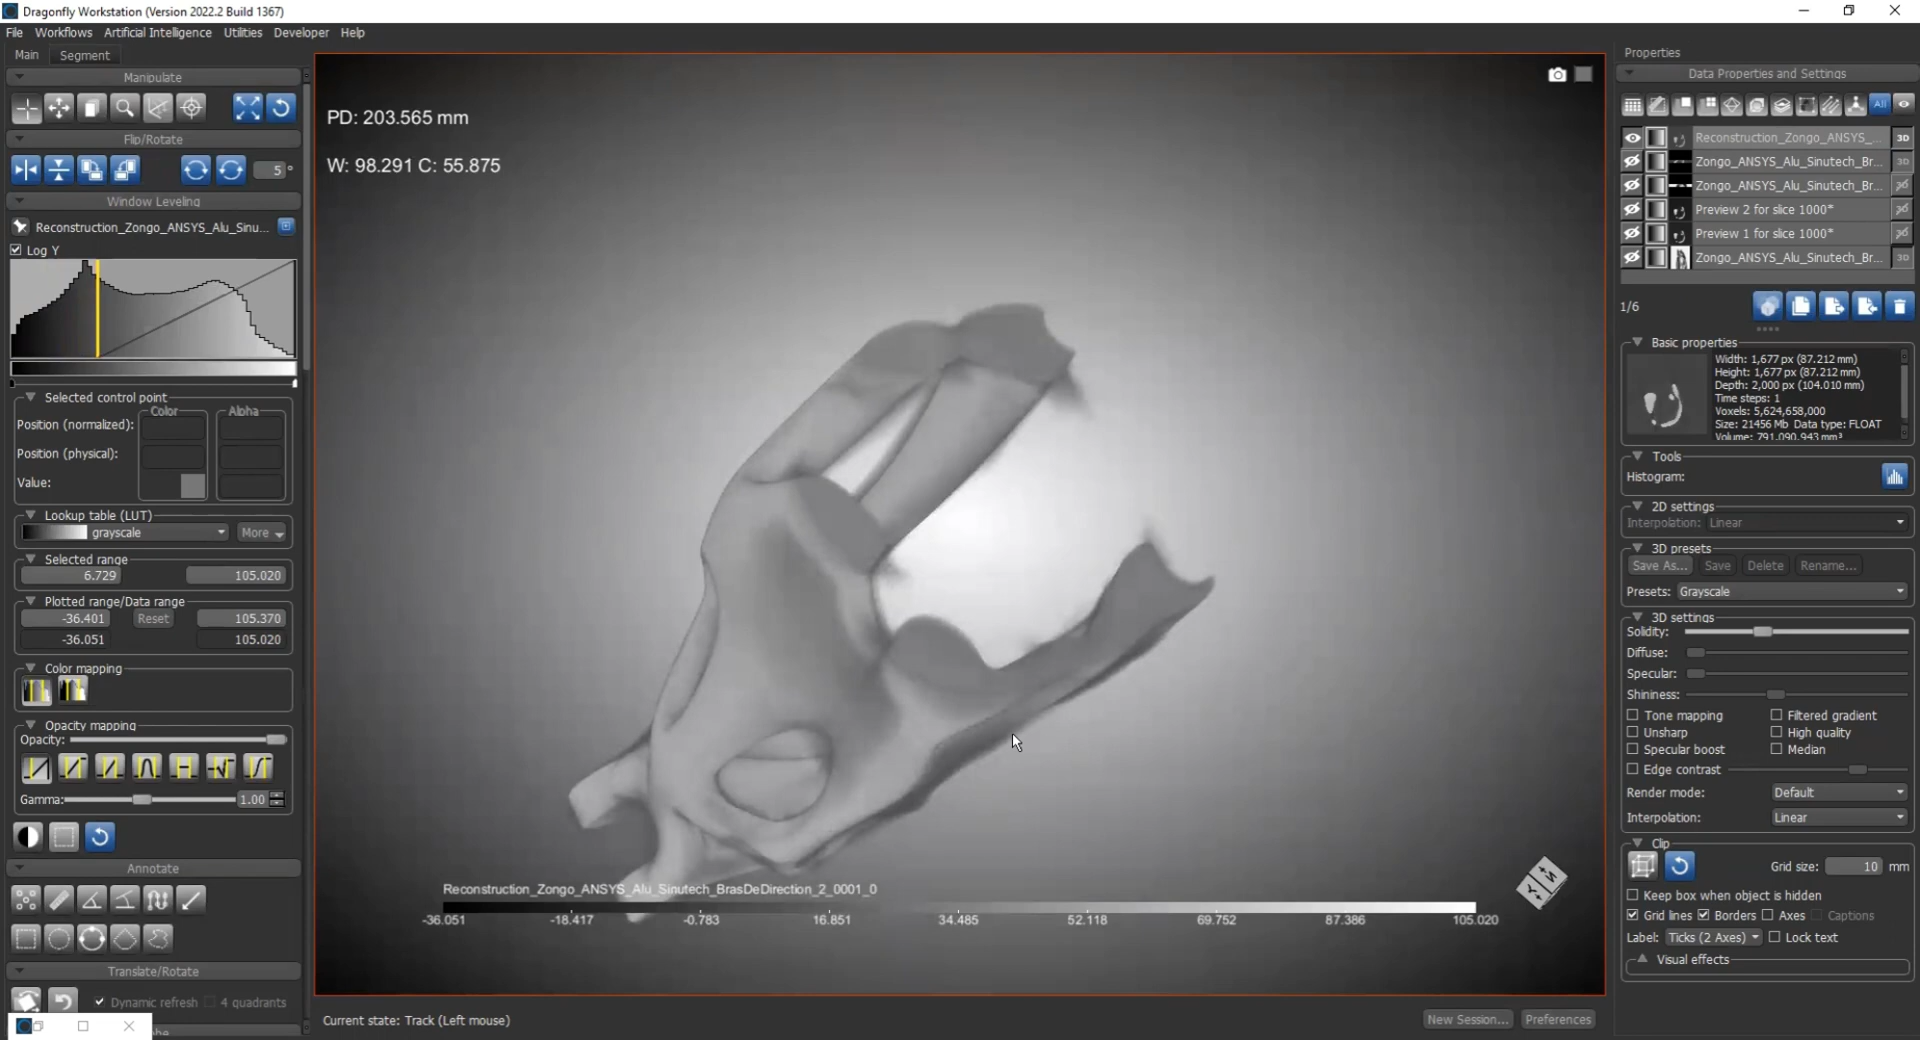 Dragonfly Workstation (Version 2022.2 Build 1367)
File Workflows Artificial Intelligence Utilities Developer Help
Main Segment
Manipulate
Flip/Rotate
5 °
Window Leveling
Reconstruction_Zongo_ANSYS_Alu_Sinu...
Log Y
Selected control point
Color Alpha
Position (normalized):
Position (physical):
Value:
Lookup table (LUT)
grayscale More
Selected range
6.729 105.020
Plotted range/Data range
-36.401 Reset 105.370
-36.051 105.020
Color mapping
Opacity mapping
Opacity:
Gamma: 1.00
Annotate
Translate/Rotate
Dynamic refresh 4 quadrants
PD: 203.565 mm
W: 98.291 C: 55.875
Reconstruction_Zongo_ANSYS_Alu_Sinutech_BrasDeDirection_2_0001_0
-36.051 -18.417 -0.783 16.851 34.485 52.118 69.752 87.386 105.020
Current state: Track (Left mouse)
New Session... Preferences
Properties
Data Properties and Settings
All
Reconstruction_Zongo_ANSYS_... 3D
Zongo_ANSYS_Alu_Sinutech_Br... 3D
Zongo_ANSYS_Alu_Sinutech_Br...
Preview 2 for slice 1000*
Preview 1 for slice 1000*
Zongo_ANSYS_Alu_Sinutech_Br... 3D
1/6
Basic properties
Width: 1,677 px (87.212 mm)
Height: 1,677 px (87.212 mm)
Depth: 2,000 px (104.010 mm)
Time steps: 1
Voxels: 5,624,658,000
Size: 21456 Mb Data type: FLOAT
Volume: 791,090.943 mm³
Tools
Histogram:
2D settings
Interpolation: Linear
3D presets
Save As... Save Delete Rename...
Presets: Grayscale
3D settings
Solidity:
Diffuse:
Specular:
Shininess:
Tone mapping Filtered gradient
Unsharp High quality
Specular boost Median
Edge contrast
Render mode: Default
Interpolation: Linear
Clip
Grid size: 10 mm
Keep box when object is hidden
Grid lines Borders Axes Captions
Label: Ticks (2 Axes) Lock text
Visual effects